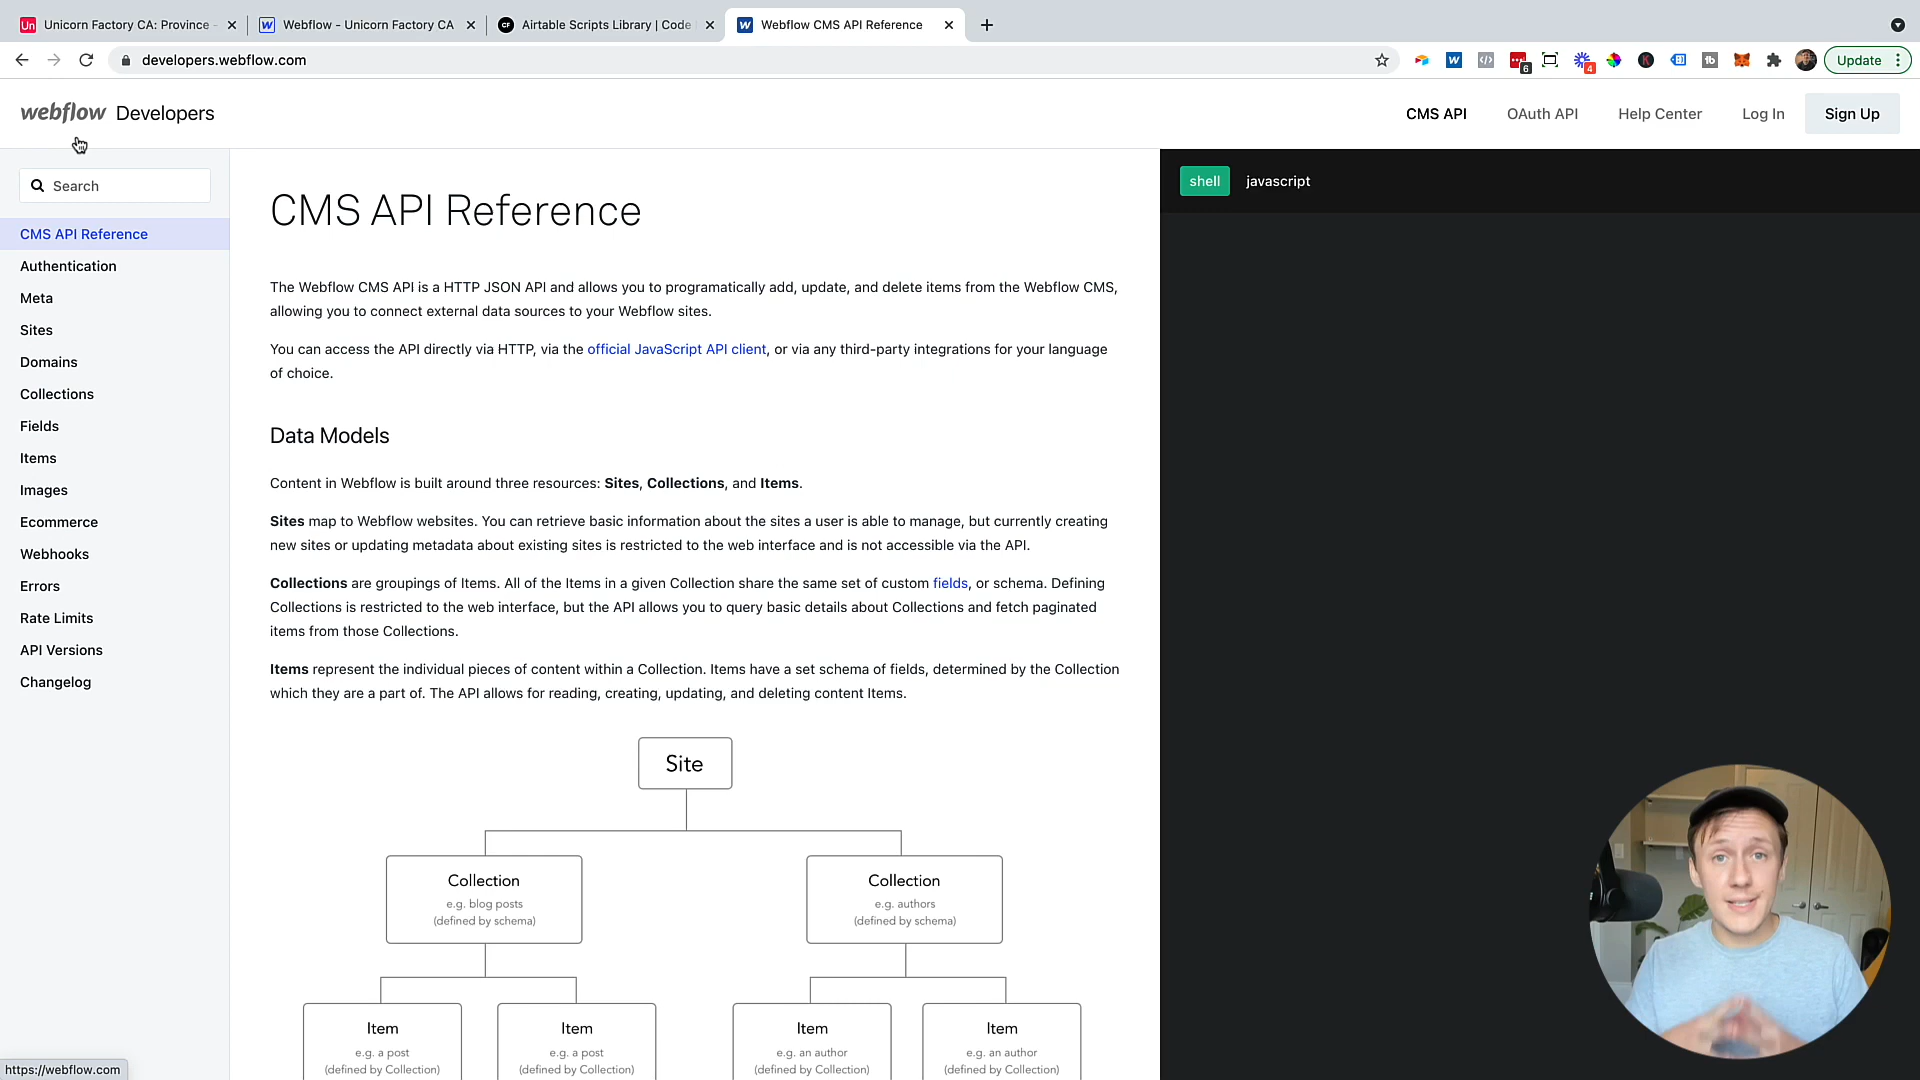 Unicorn Factory CA: Province -
Webflow - Unicorn Factory CA
CF
Airtable Scripts Library | Code
Webflow CMS API Reference
developers.webflow.com
6
4
Update
webflow Developers
CMS API
OAuth API
Help Center
Log In
Sign Up
Search
CMS API Reference
Authentication
Meta
Sites
Domains
Collections
Fields
Items
Images
Ecommerce
Webhooks
Errors
Rate Limits
API Versions
Changelog
CMS API Reference
The Webflow CMS API is a HTTP JSON API and allows you to programatically add, update, and delete items from the Webflow CMS,
allowing you to connect external data sources to your Webflow sites.
You can access the API directly via HTTP, via the official JavaScript API client, or via any third-party integrations for your language
of choice.
Data Models
Content in Webflow is built around three resources: Sites, Collections, and Items.
Sites map to Webflow websites. You can retrieve basic information about the sites a user is able to manage, but currently creating
new sites or updating metadata about existing sites is restricted to the web interface and is not accessible via the API.
Collections are groupings of Items. All of the Items in a given Collection share the same set of custom fields, or schema. Defining
Collections is restricted to the web interface, but the API allows you to query basic details about Collections and fetch paginated
items from those Collections.
Items represent the individual pieces of content within a Collection. Items have a set schema of fields, determined by the Collection
which they are a part of. The API allows for reading, creating, updating, and deleting content Items.
Site
Collection
e.g. blog posts
(defined by schema)
Collection
e.g. authors
(defined by schema)
Item
e.g. a post
(defined by Collection)
Item
e.g. a post
(defined by Collection)
Item
e.g. an author
(defined by Collection)
Item
e.g. an author
(defined by Collection)
shell
javascript
https://webflow.com